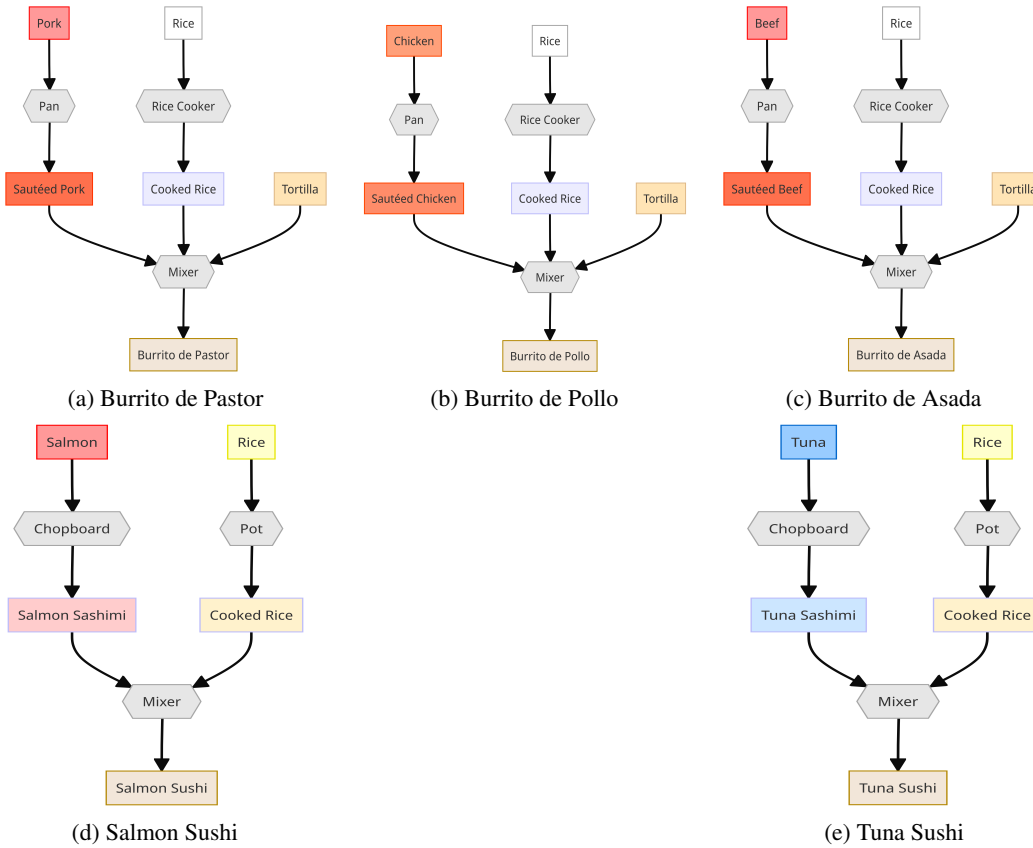 Pork
Rice
Pan
Rice Cooker
Sautéed Pork
Cooked Rice
Tortilla
Mixer
Burrito de Pastor
(a) Burrito de Pastor
Chicken
Rice
Pan
Rice Cooker
Sautéed Chicken
Cooked Rice
Tortilla
Mixer
Burrito de Pollo
(b) Burrito de Pollo
Beef
Rice
Pan
Rice Cooker
Sautéed Beef
Cooked Rice
Tortilla
Mixer
Burrito de Asada
(c) Burrito de Asada
Salmon
Rice
Chopboard
Pot
Salmon Sashimi
Cooked Rice
Mixer
Salmon Sushi
(d) Salmon Sushi
Tuna
Rice
Chopboard
Pot
Tuna Sashimi
Cooked Rice
Mixer
Tuna Sushi
(e) Tuna Sushi